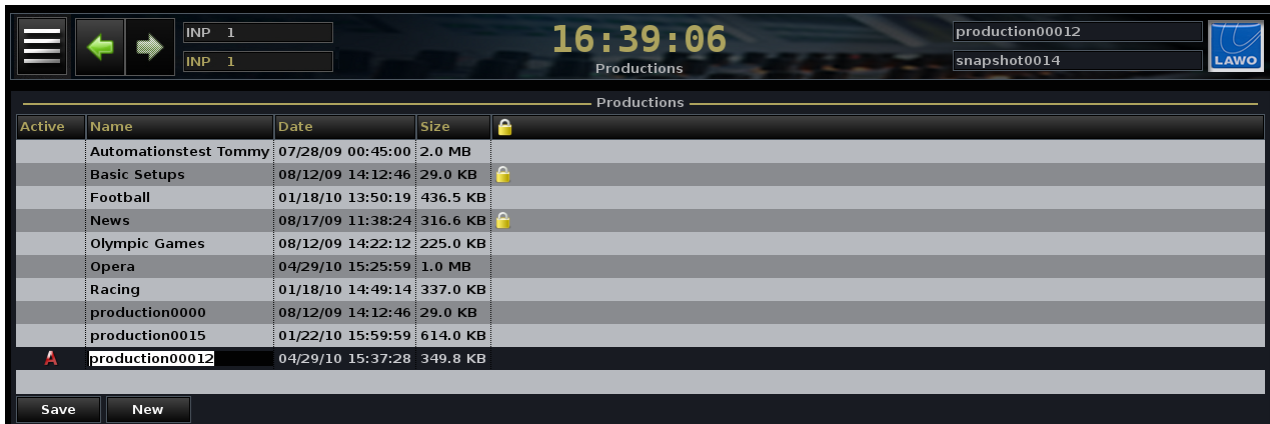 INP 1
INP 1
16:39:06
Productions
production00012
snapshot0014
LAWO
Productions
Active Name Date Size
Automationstest Tommy 07/28/09 00:45:00 2.0 MB
Basic Setups 08/12/09 14:12:46 29.0 KB
Football 01/18/10 13:50:19 436.5 KB
News 08/17/09 11:38:24 316.6 KB
Olympic Games 08/12/09 14:22:12 225.0 KB
Opera 04/29/10 15:25:59 1.0 MB
Racing 01/18/10 14:49:14 337.0 KB
production0000 08/12/09 14:12:46 29.0 KB
production0015 01/22/10 15:59:59 614.0 KB
A production00012 04/29/10 15:37:28 349.8 KB
Save New